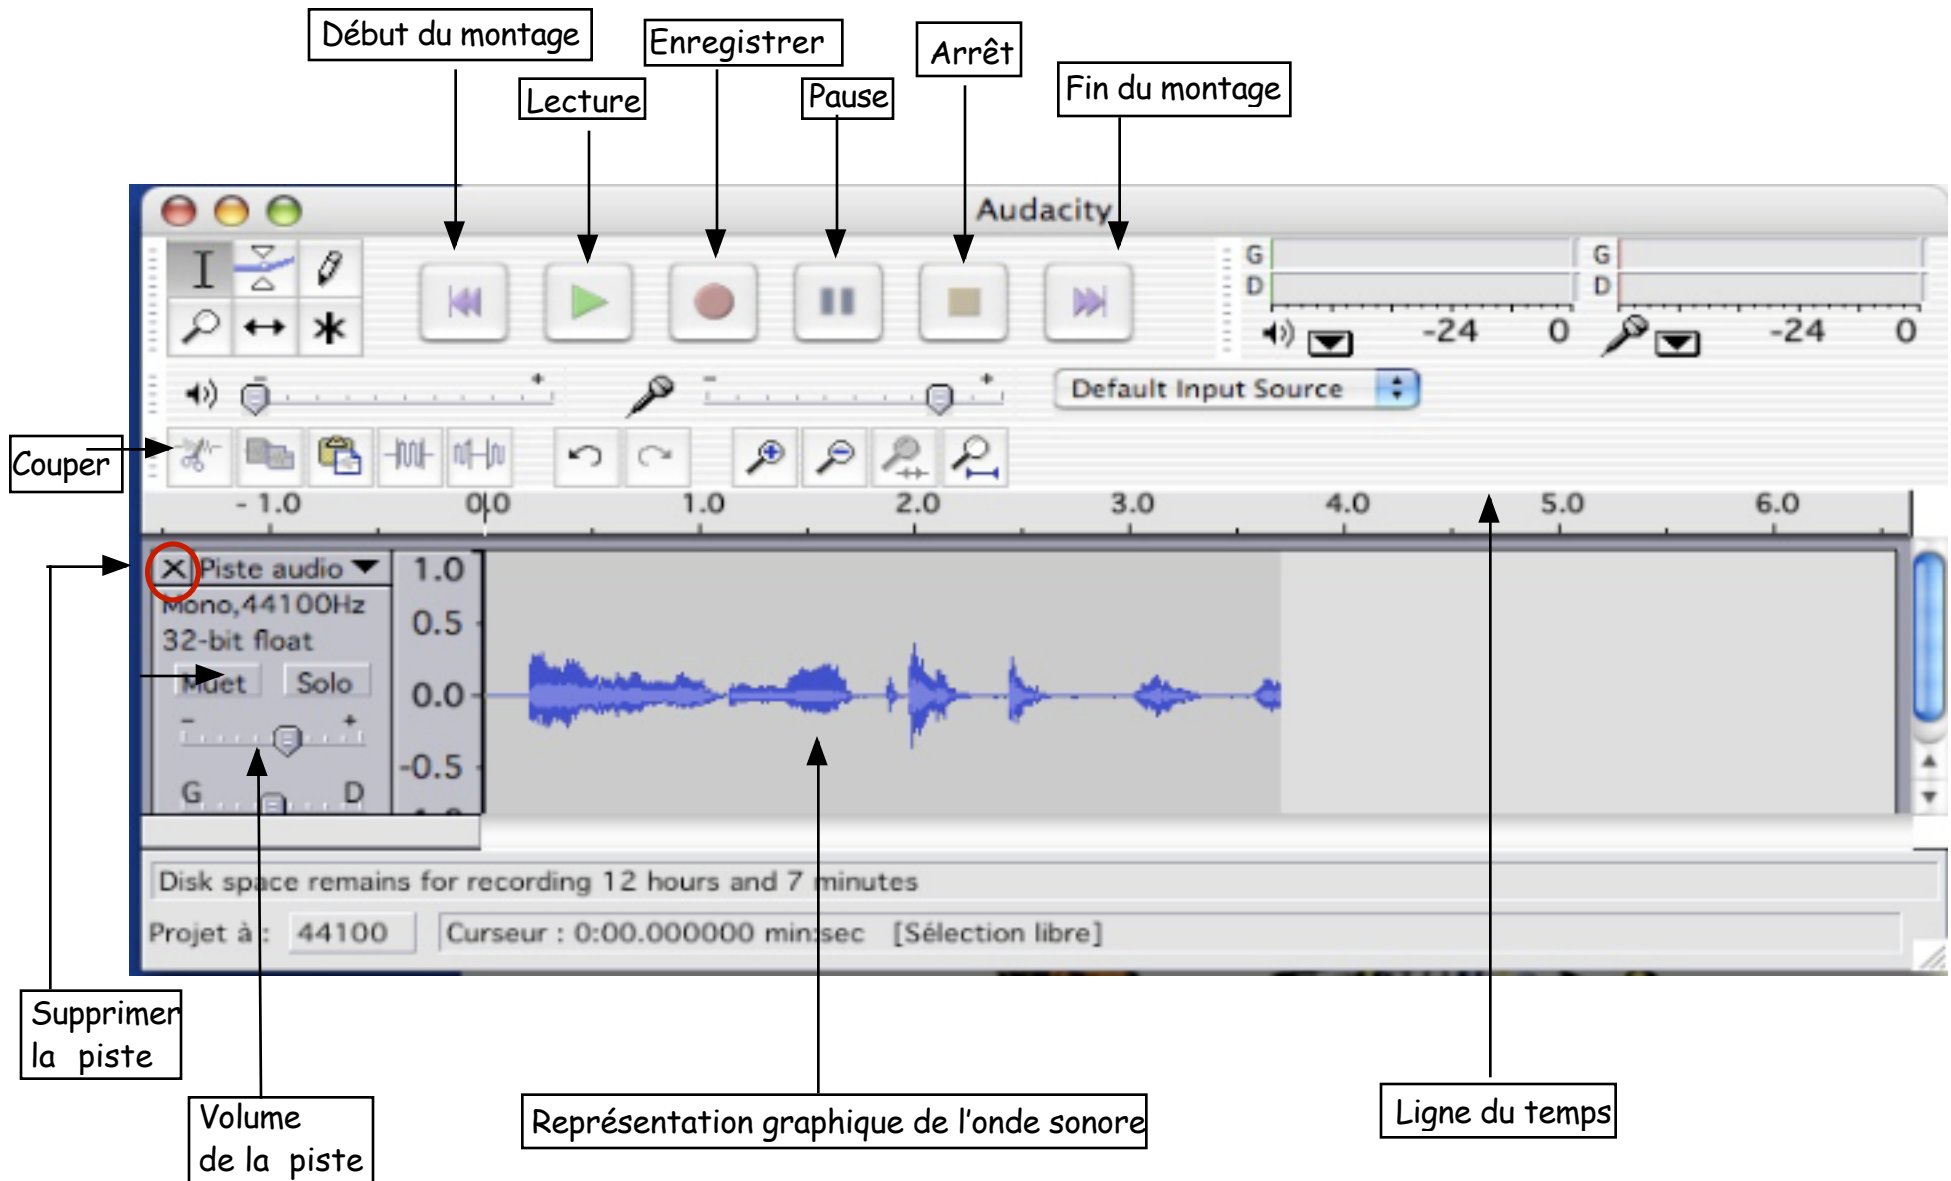 Début du montage
Enregistrer
Arrêt
Lecture
Pause
Fin du montage
Audacity
G
G
D
D
-24 0
-24 0
- +
- +
Default Input Source
Couper
- 1.0 0.0 1.0 2.0 3.0 4.0 5.0 6.0
X Piste audio
1.0
Mono,44100Hz
0.5
32-bit float
Muet Solo
0.0
- +
-0.5
G D
Disk space remains for recording 12 hours and 7 minutes
Projet à : 44100 Curseur : 0:00.000000 min:sec [Sélection libre]
Supprimer
la piste
Volume
de la piste
Représentation graphique de l'onde sonore
Ligne du temps